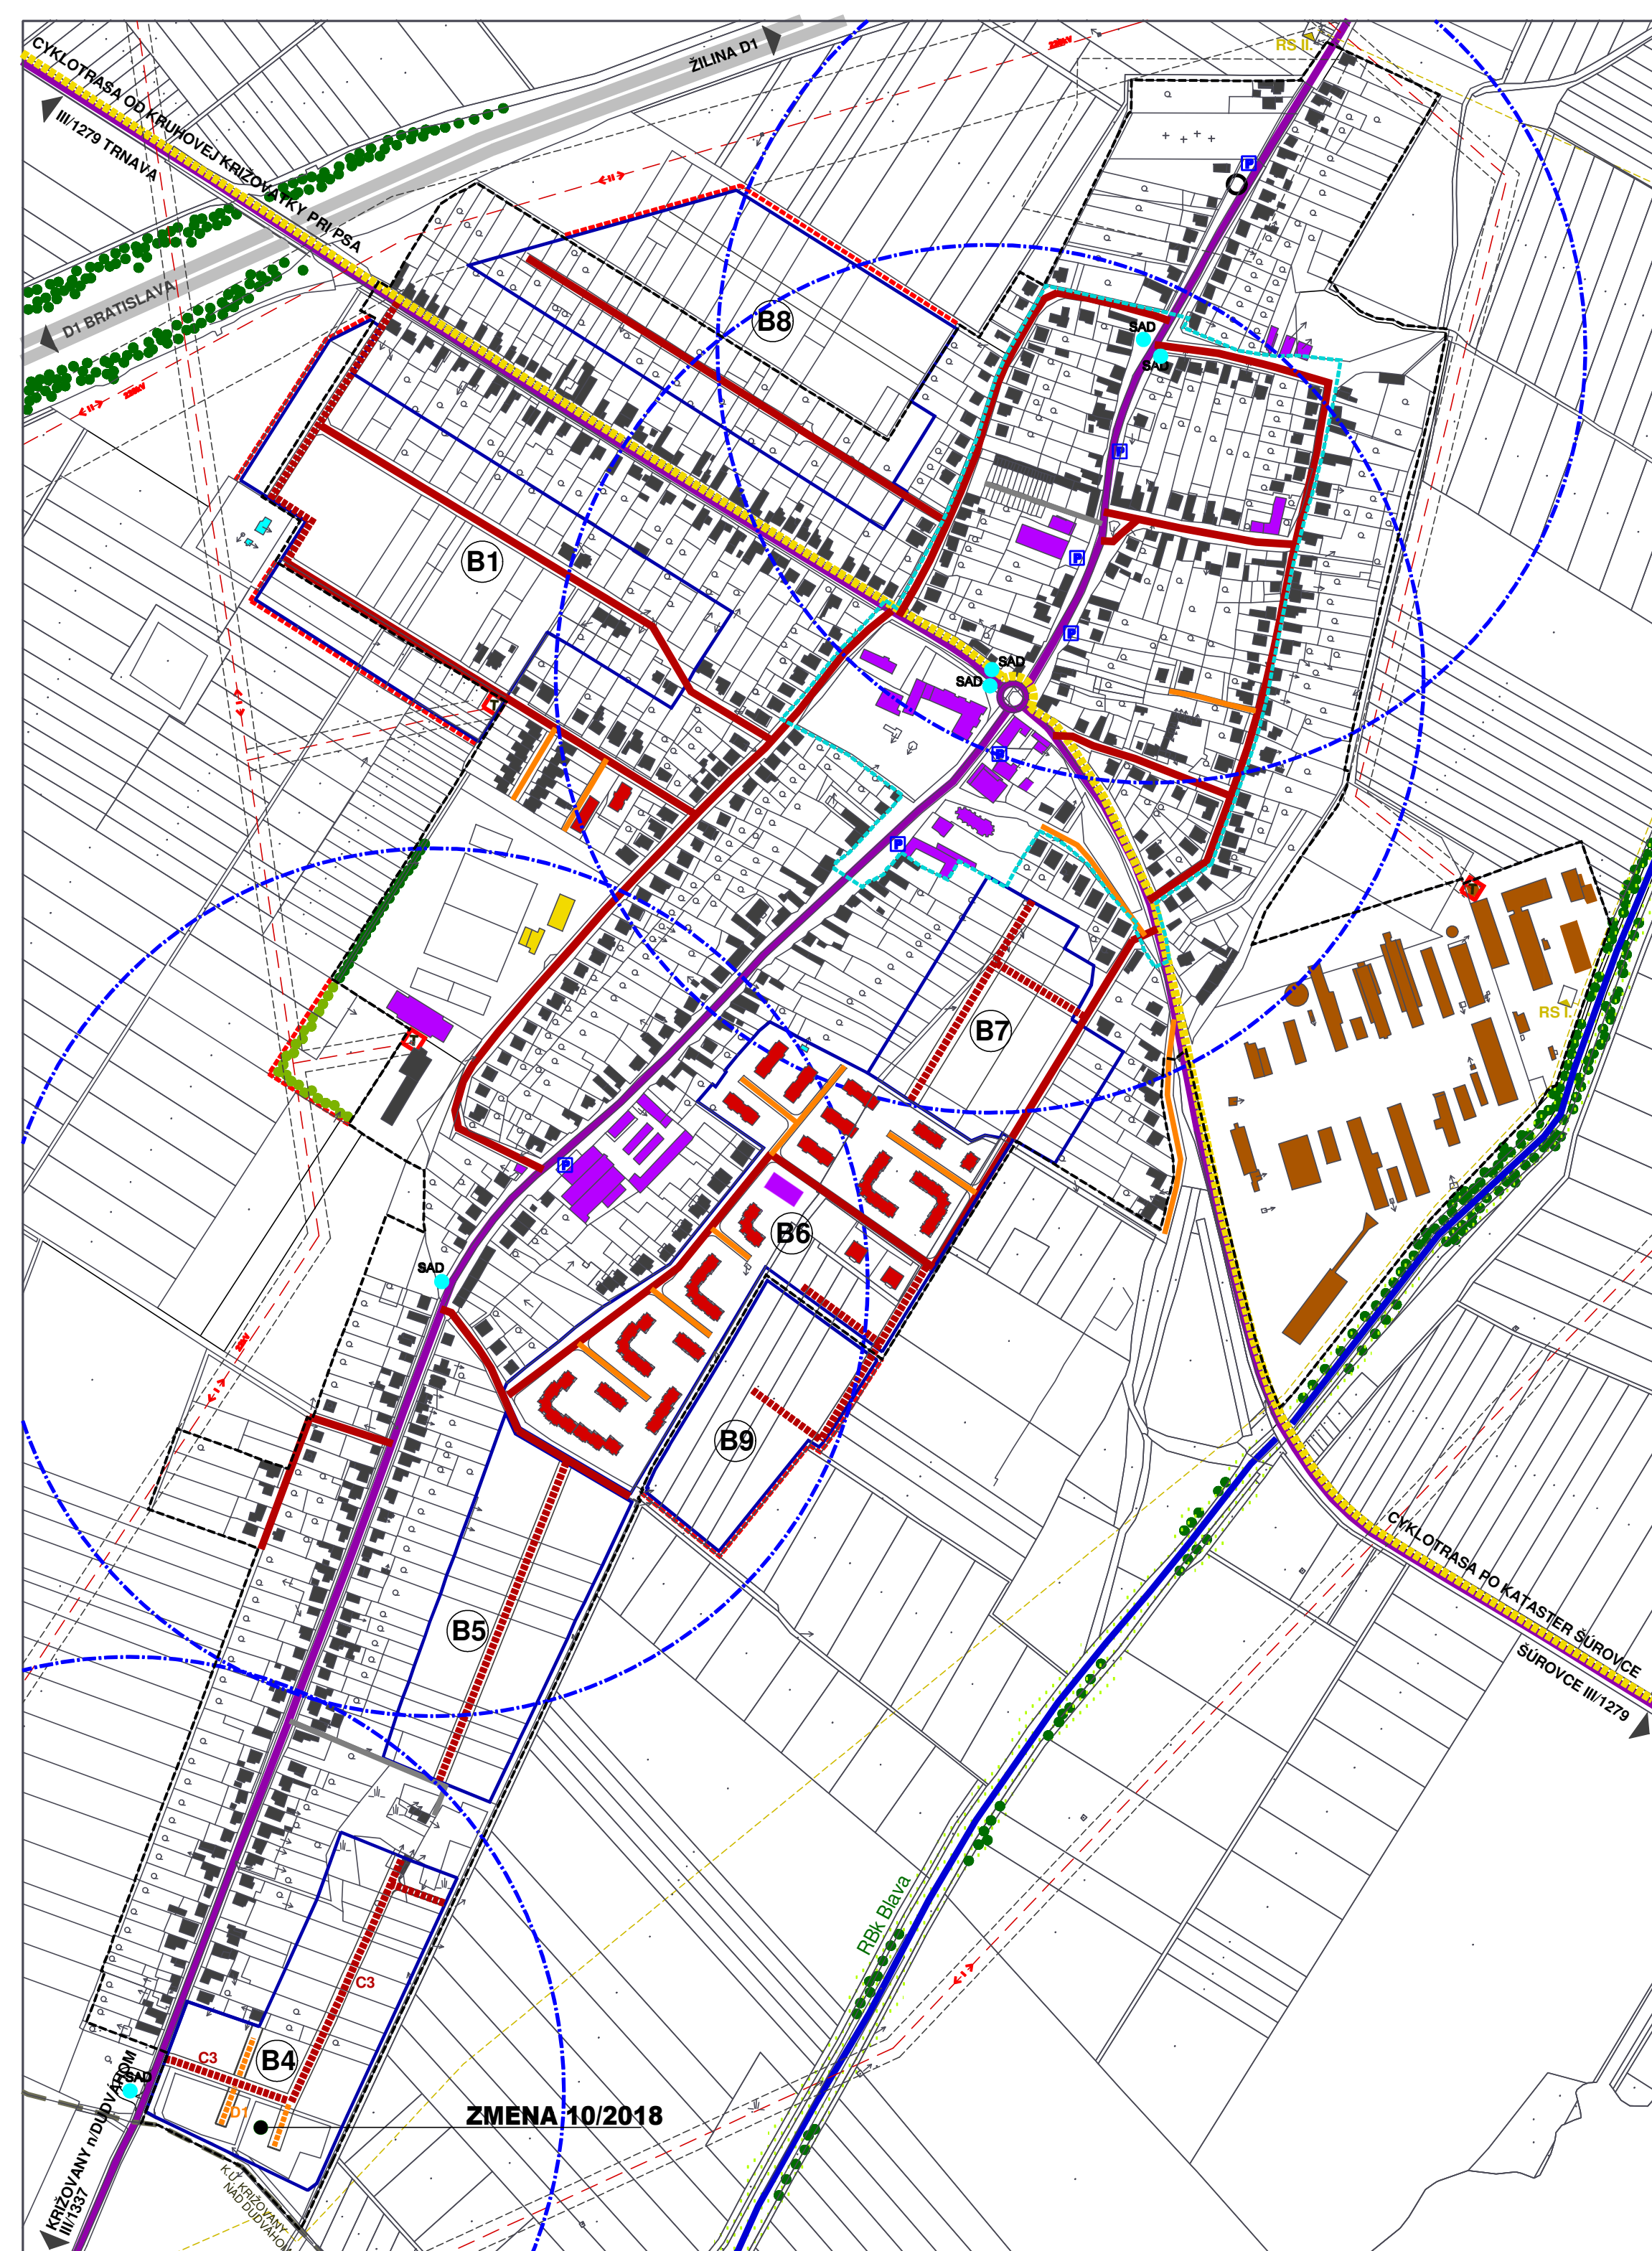 RS II.
ŽILINA D1
CYKLOTRASA OD KRUHOVEJ KRIŽOVATKY PRI PSA
III/1279 TRNAVA
P
D1 BRATISLAVA
B8
SAD
SAD
P
B1
P
P
SAD
SAD
T
P
P
T
RS I.
B7
T
P
B6
SAD
B9
CYKLOTRASA PO KATASTER ŠÚROVCE
ŠÚROVCE III/1279
B5
RBk Blava
C3
C3
B4
SAD
D1
ZMENA 10/2018
KRIŽOVANY n/DUDVÁHOM
III/1337
K.Ú. KRIŽOVANY
NAD DUDVÁHOM